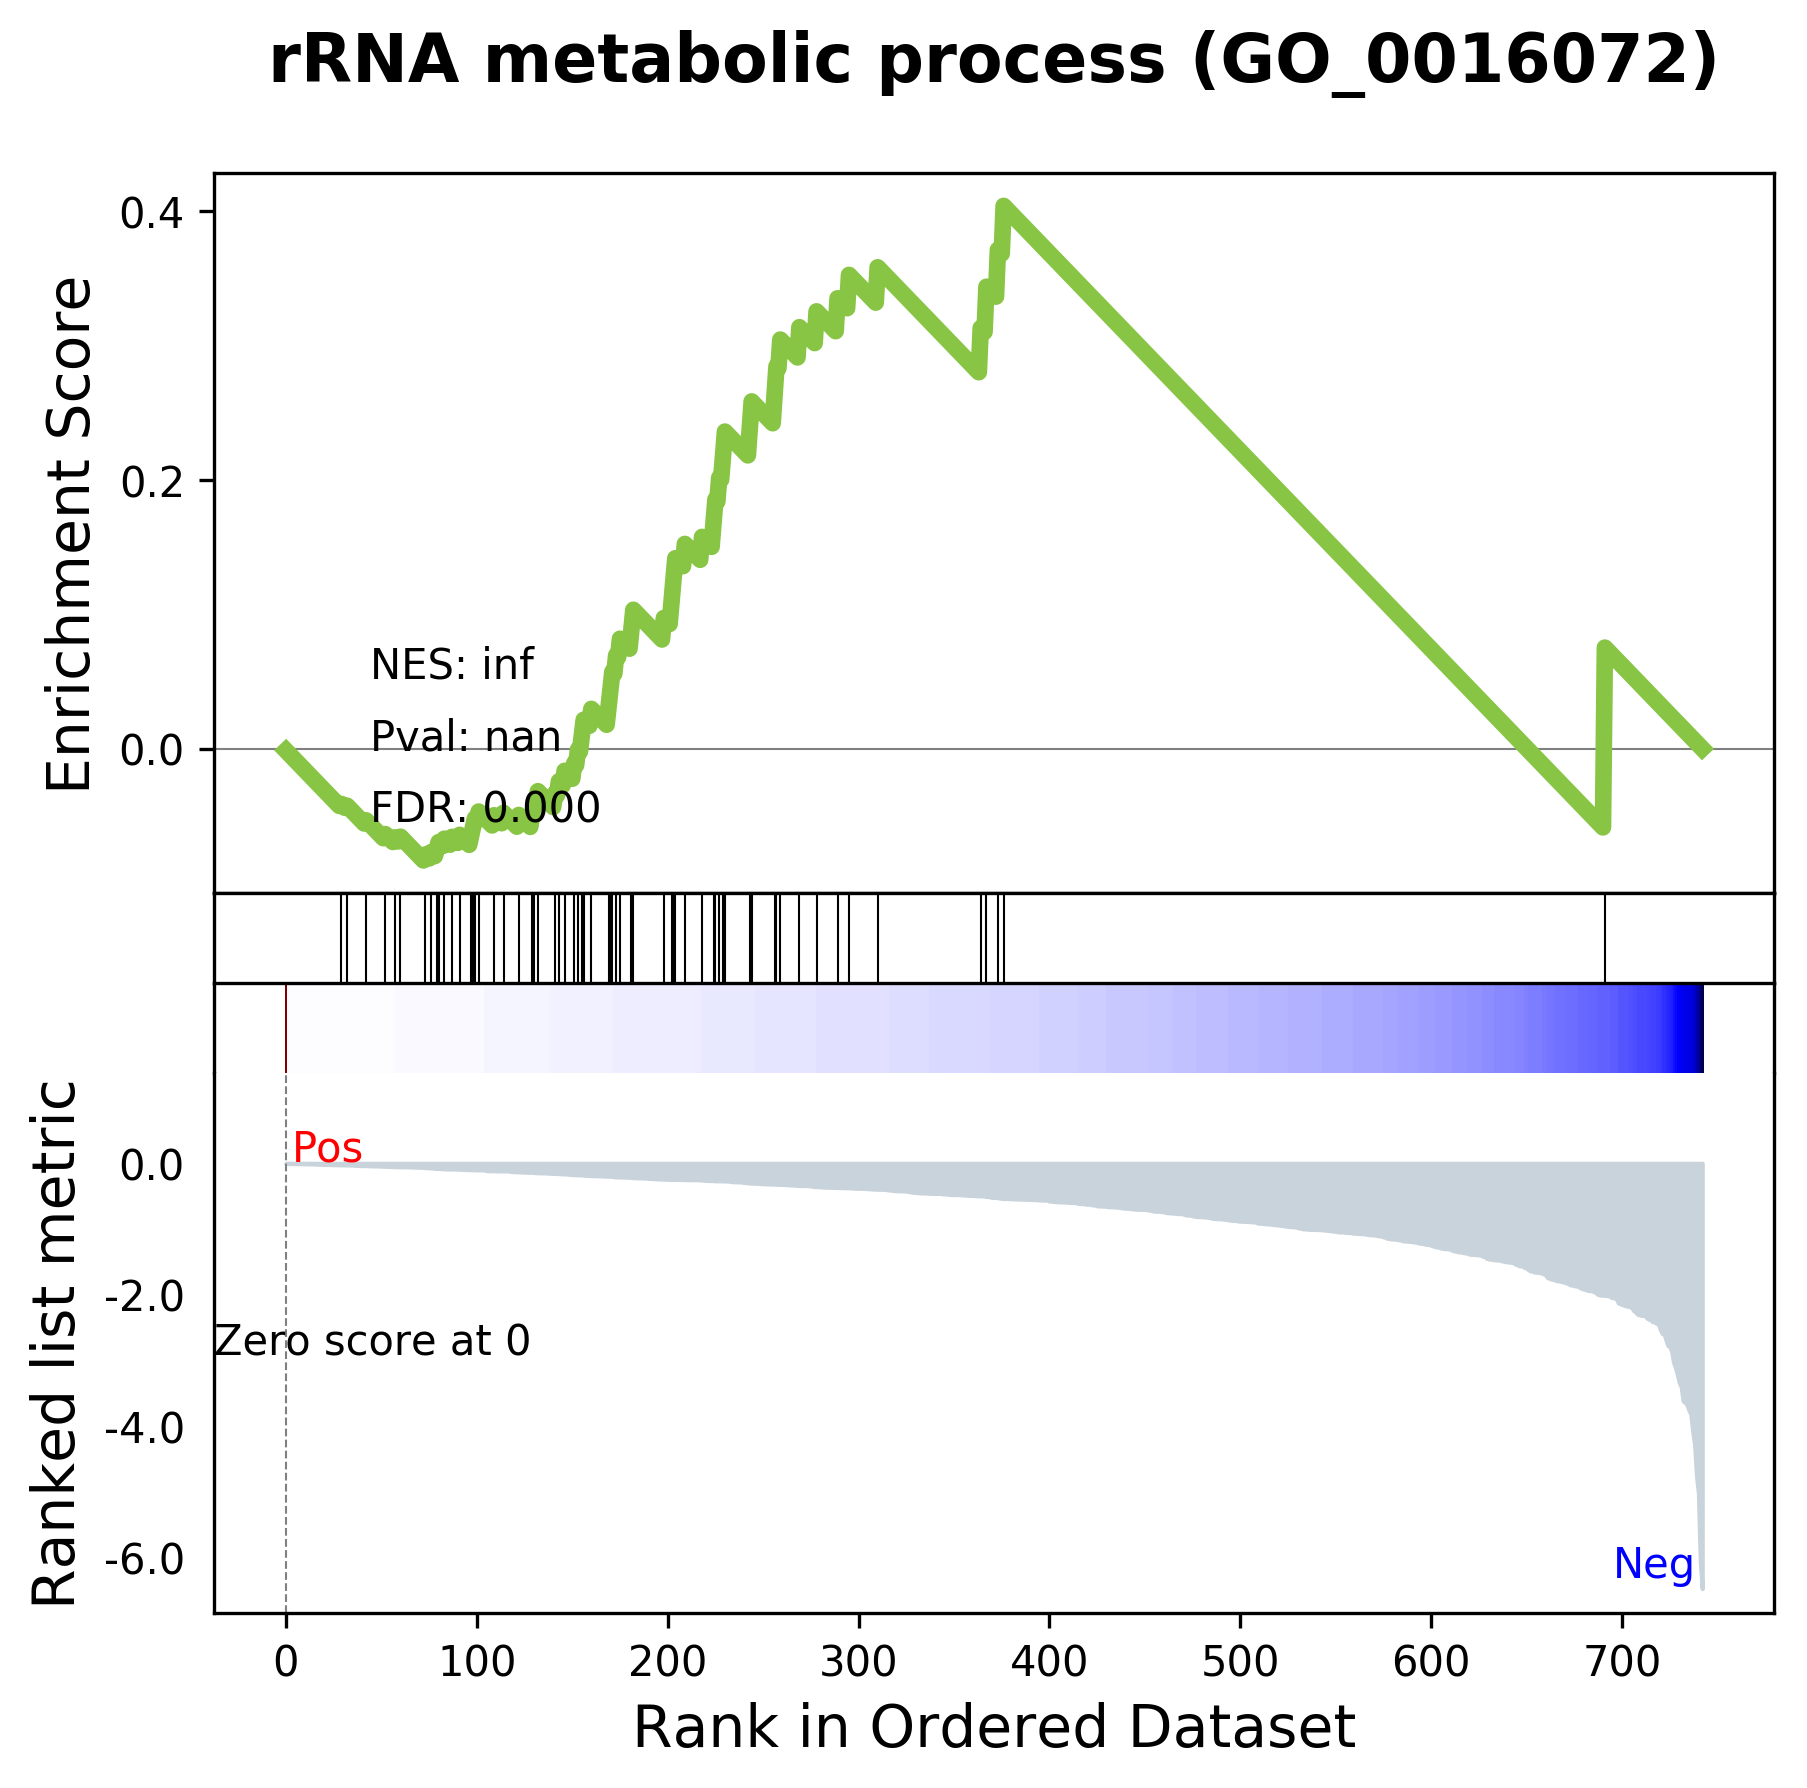 rRNA metabolic process (GO_0016072)
Enrichment Score
0.4
0.2
0.0
NES: inf
Pval: nan
FDR: 0.000
Ranked list metric
Pos
0.0
-2.0
Zero score at 0
-4.0
-6.0
Neg
0 100 200 300 400 500 600 700
Rank in Ordered Dataset